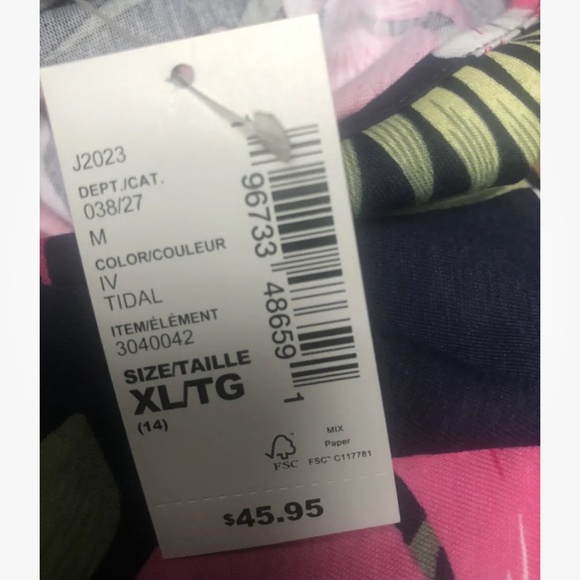 J2023
DEPT./CAT.
038/27
M
COLOR/COULEUR
IV
TIDAL
ITEM/ÉLÉMENT
3040042
SIZE/TAILLE
XL/TG
(14)
96733 48659 1
FSC
MIX
Paper
FSC™ C117781
$45.95